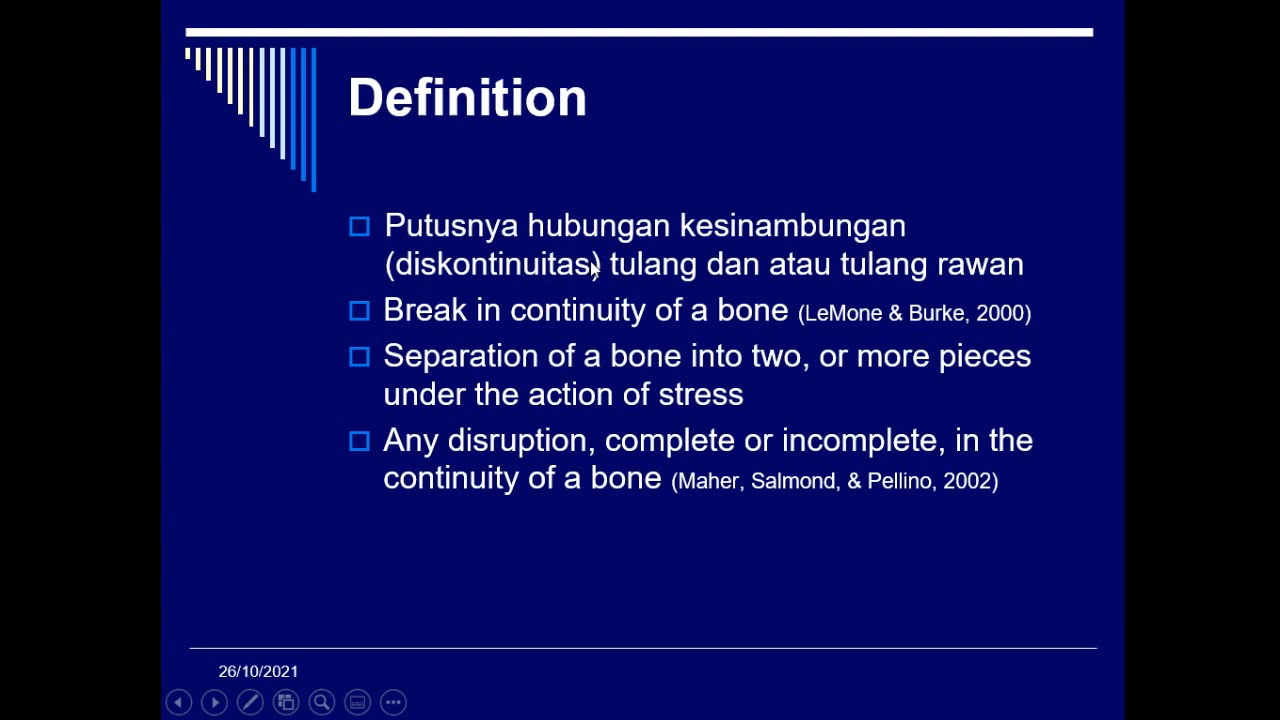 Definition
Putusnya hubungan kesinambungan
(diskontinuitas) tulang dan atau tulang rawan
Break in continuity of a bone (LeMone & Burke, 2000)
Separation of a bone into two, or more pieces
under the action of stress
Any disruption, complete or incomplete, in the
continuity of a bone (Maher, Salmond, & Pellino, 2002)
26/10/2021